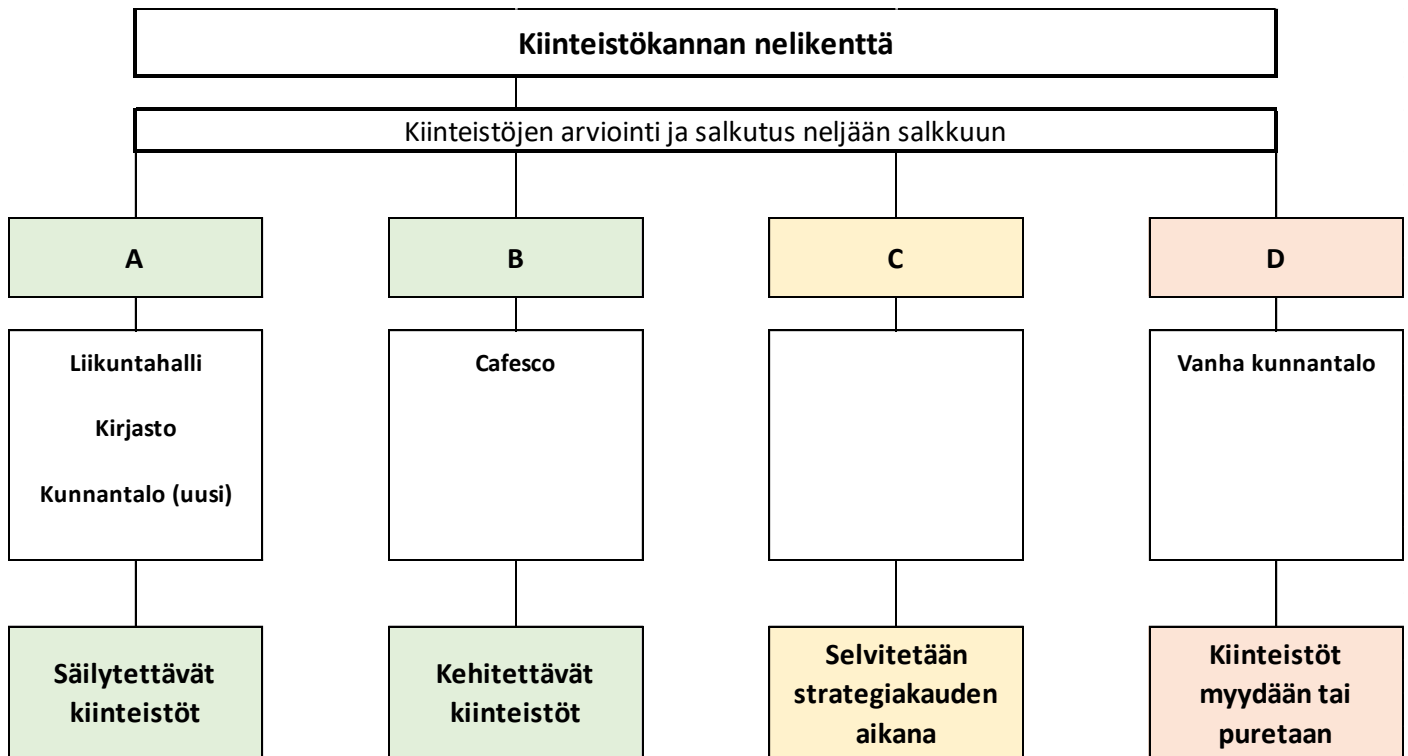 Kiinteistökannan nelikenttä
Kiinteistöjen arviointi ja salkutus neljään salkkuun
A
B
C
D
Liikuntahalli
Kirjasto
Kunnantalo (uusi)
Cafesco
Vanha kunnantalo
Säilytettävät
kiinteistöt
Kehitettävät
kiinteistöt
Selvitetään
strategiakauden
aikana
Kiinteistöt
myydään tai
puretaan